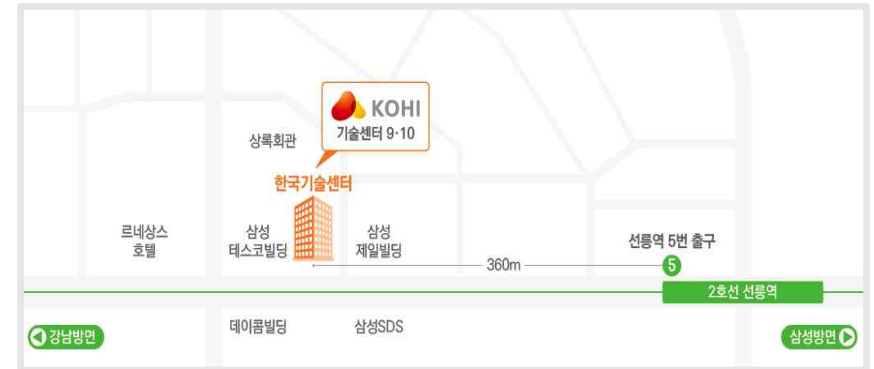 KOHI
기술센터 9·10
상록회관
한국기술센터
르네상스
호텔
삼성
테스코빌딩
삼성
제일빌딩
선릉역 5번 출구
360m
5
2호선 선릉역
강남방면
데이콤빌딩
삼성SDS
삼성방면